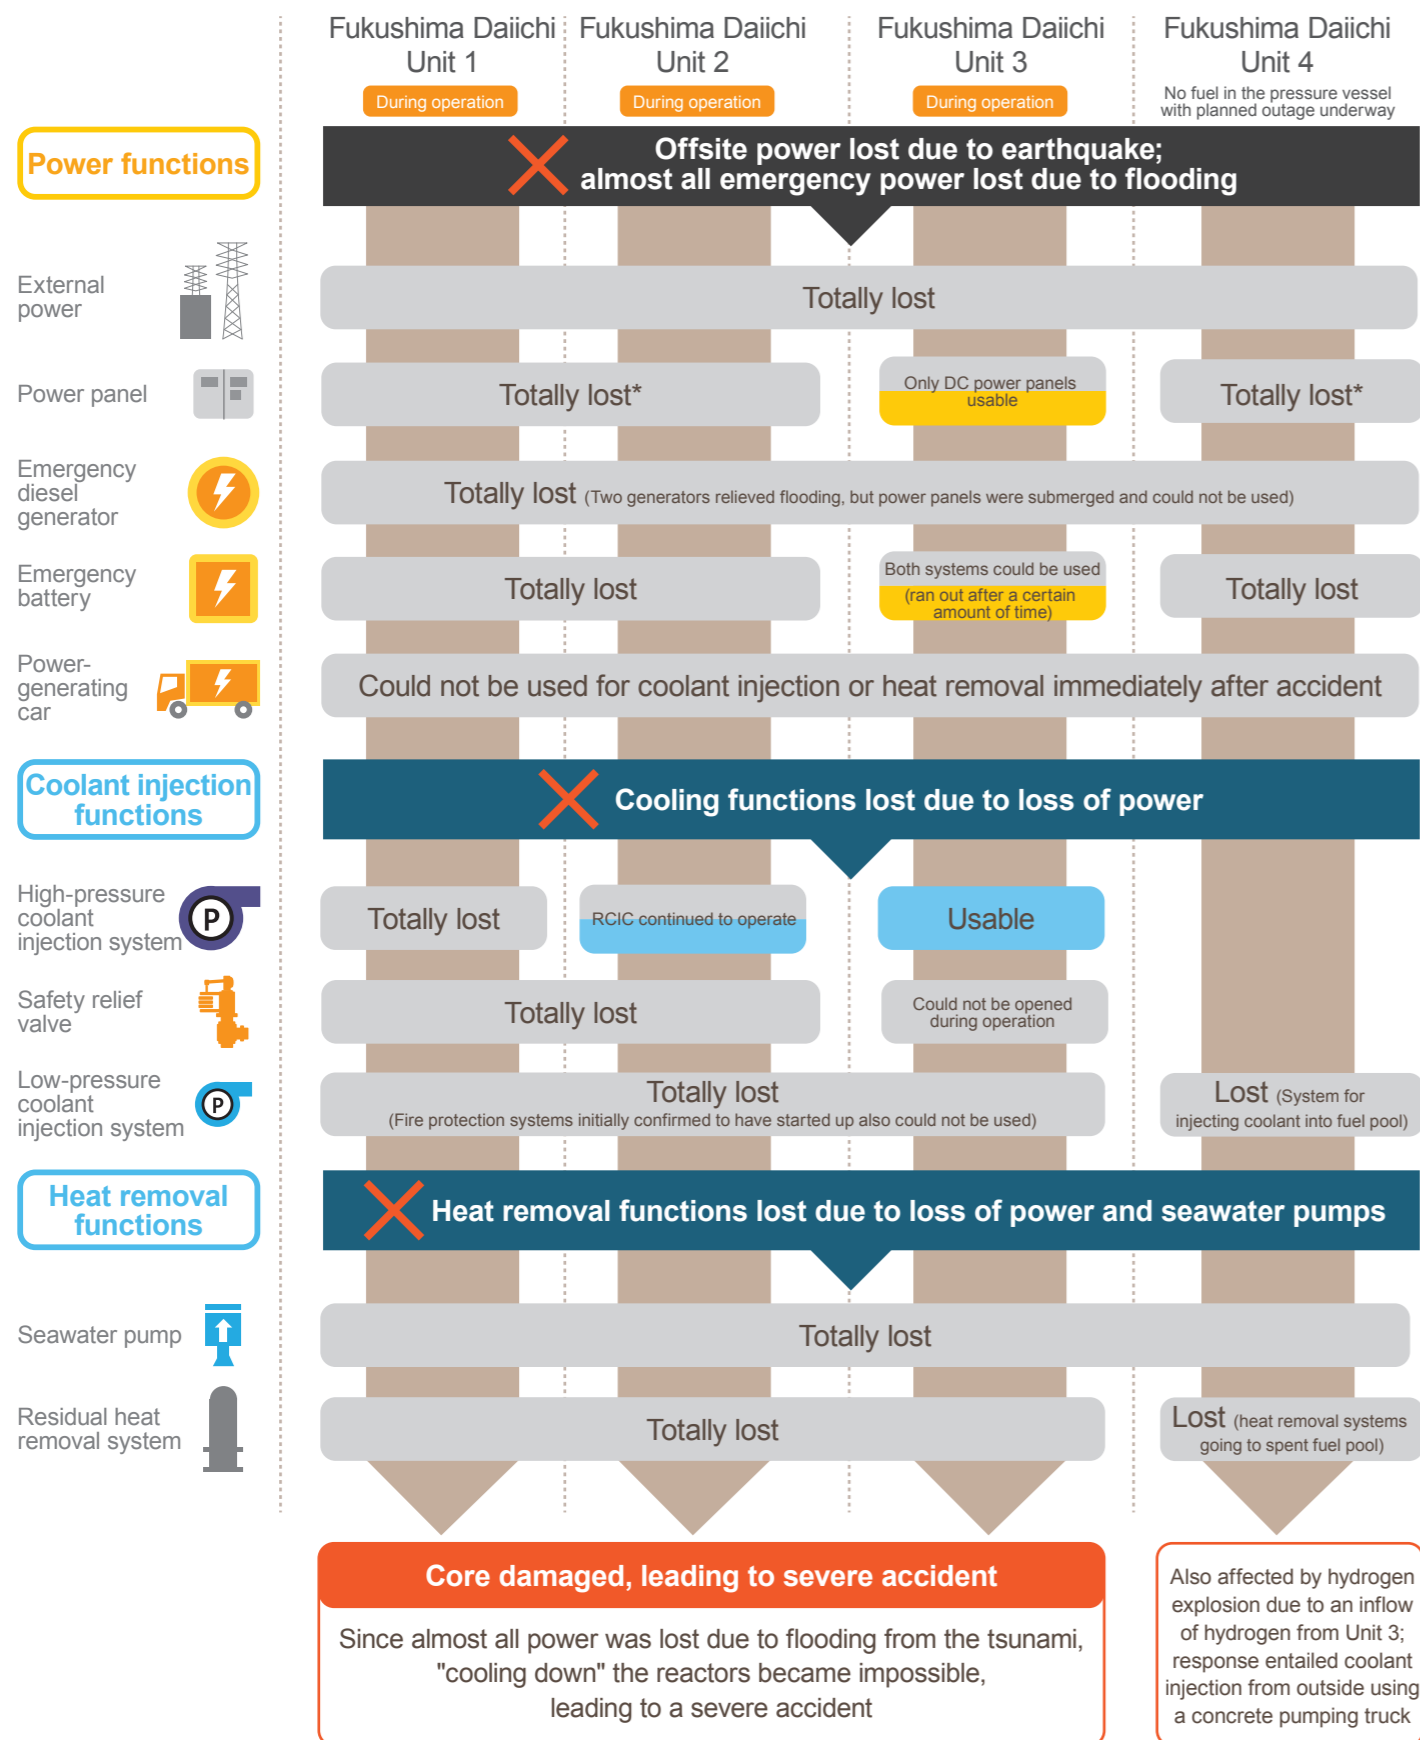 Fukushima Daiichi
Unit 1
During operation
Fukushima Daiichi
Unit 2
During operation
Fukushima Daiichi
Unit 3
During operation
Fukushima Daiichi
Unit 4
No fuel in the pressure vessel
with planned outage underway
Power functions
Offsite power lost due to earthquake;
almost all emergency power lost due to flooding
External
power
Totally lost
Power panel
Totally lost*
Only DC power panels
usable
Totally lost*
Emergency
diesel
generator
Totally lost (Two generators relieved flooding, but power panels were submerged and could not be used)
Emergency
battery
Totally lost
Both systems could be used
(ran out after a certain
amount of time)
Totally lost
Power-
generating
car
Could not be used for coolant injection or heat removal immediately after accident
Coolant injection
functions
Cooling functions lost due to loss of power
High-pressure
coolant
injection system
P
Totally lost
RCIC continued to operate
Usable
Safety relief
valve
Totally lost
Could not be opened
during operation
Low-pressure
coolant
injection system
P
Totally lost
(Fire protection systems initially confirmed to have started up also could not be used)
Lost (System for
injecting coolant into fuel pool)
Heat removal
functions
Heat removal functions lost due to loss of power and seawater pumps
Seawater pump
Totally lost
Residual heat
removal system
Totally lost
Lost (heat removal systems
going to spent fuel pool)
Core damaged, leading to severe accident
Since almost all power was lost due to flooding from the tsunami,
"cooling down" the reactors became impossible,
leading to a severe accident
Also affected by hydrogen
explosion due to an inflow
of hydrogen from Unit 3;
response entailed coolant
injection from outside using
a concrete pumping truck